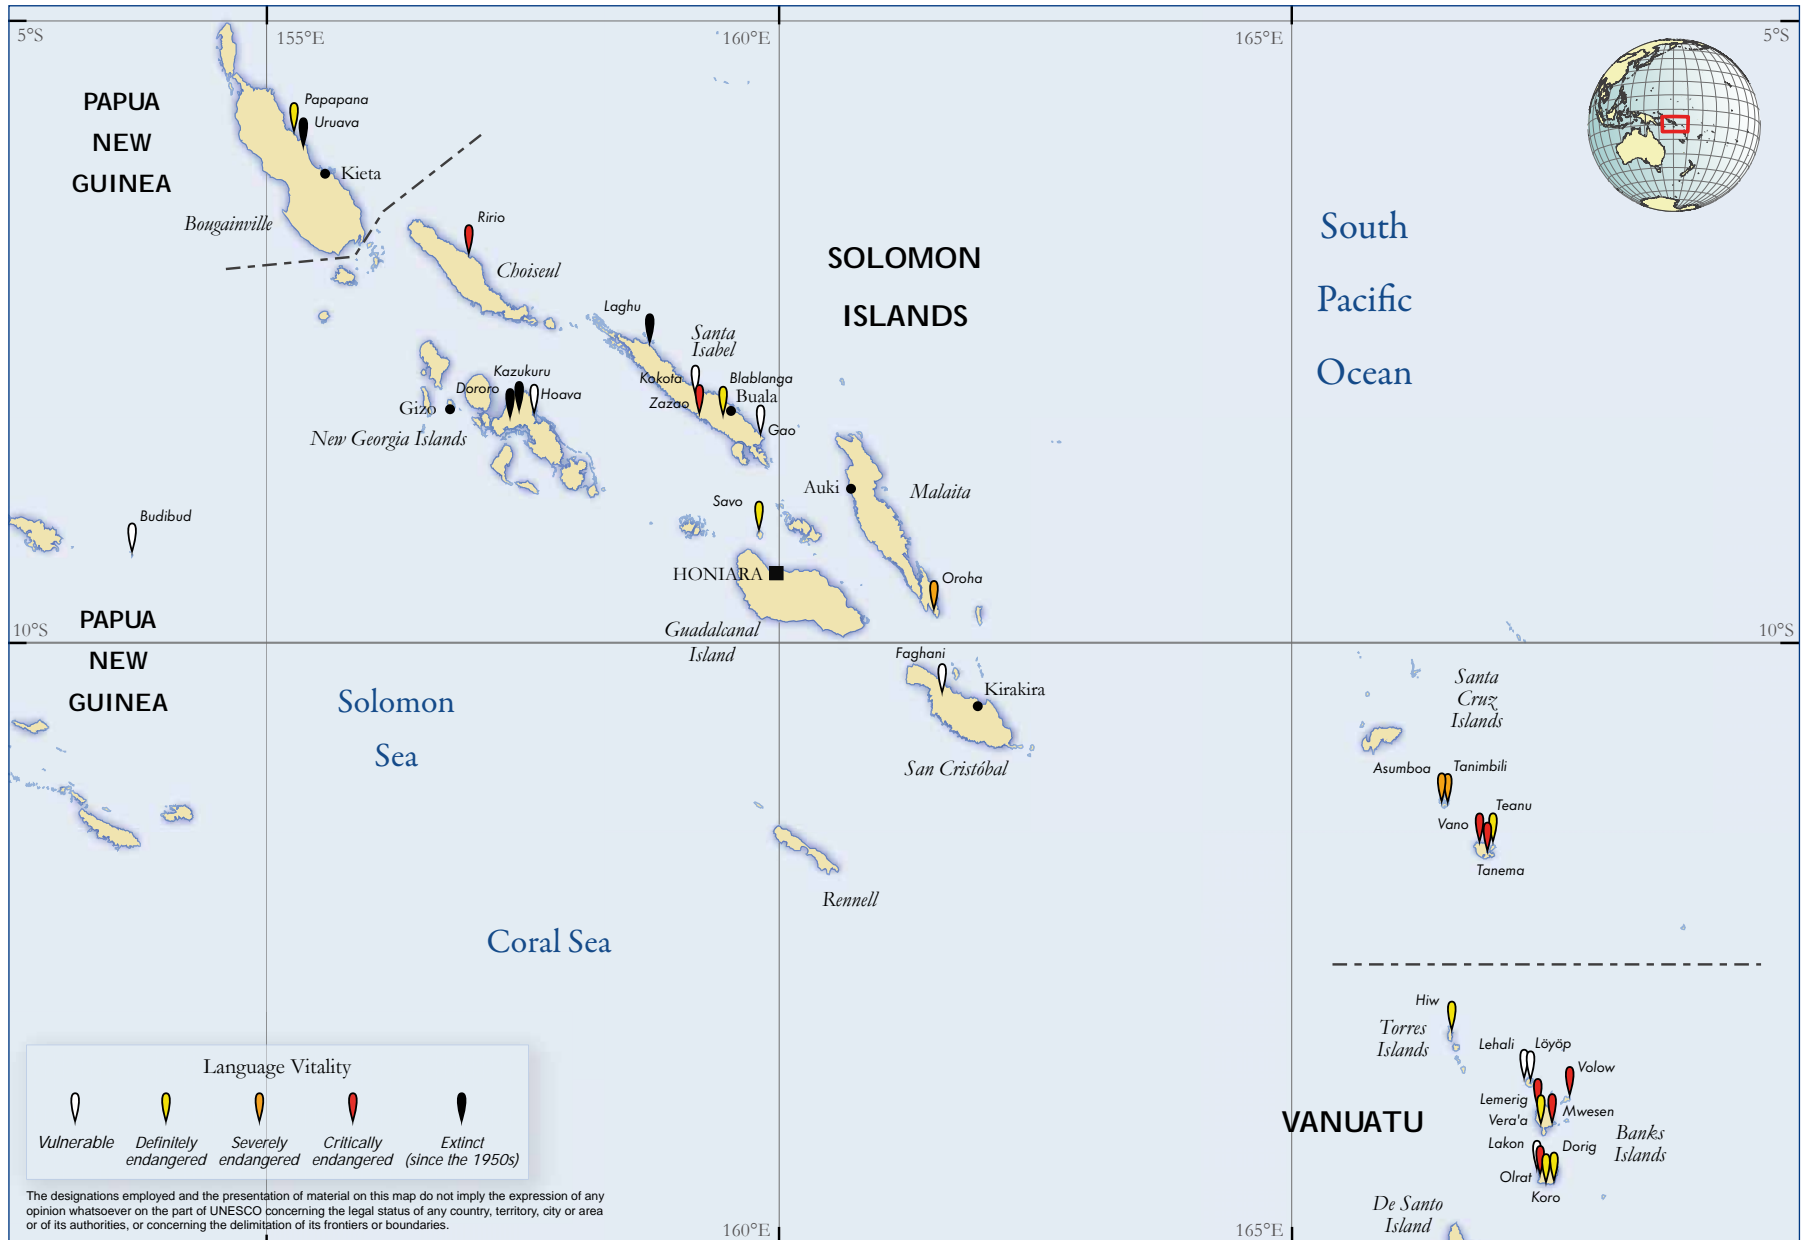 5°S
155°E
160°E
165°E
5°S
PAPUA
NEW
GUINEA
Papapana
Uruava
Kieta
Bougainville
Ririo
Choiseul
SOLOMON
ISLANDS
South
Pacific
Ocean
Laghu
Santa
Isabel
Kazukuru
Dororo
Hoava
Gizo
New Georgia Islands
Kokota
Zazao
Blablanga
Buala
Gao
Auki
Malaita
Savo
Budibud
HONIARA
Oroha
PAPUA
NEW
GUINEA
10°S
10°S
Guadalcanal
Island
Faghani
Kirakira
San Cristóbal
Solomon
Sea
Santa
Cruz
Islands
Asumboa
Tanimbili
Teanu
Vano
Tanema
Rennell
Coral Sea
Hiw
Torres
Islands
Lehali
Löyöp
Volow
Lemerig
Mwesen
Vera'a
VANUATU
Banks
Islands
Lakon
Dorig
Olrat
Koro
De Santo
Island
Language Vitality
Vulnerable
Definitely
endangered
Severely
endangered
Critically
endangered
Extinct
(since the 1950s)
The designations employed and the presentation of material on this map do not imply the expression of any
opinion whatsoever on the part of UNESCO concerning the legal status of any country, territory, city or area
or of its authorities, or concerning the delimitation of its frontiers or boundaries.
160°E
165°E